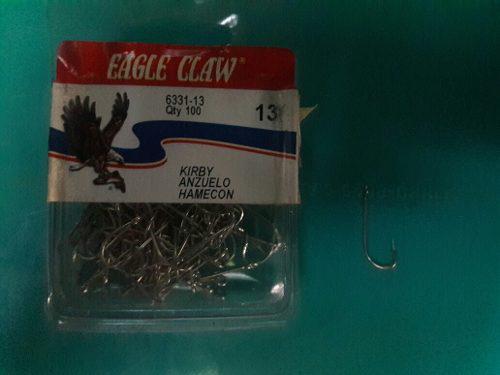 EAGLE CLAW®
6331-13
Qty 100
13
KIRBY
ANZUELO
HAMECON